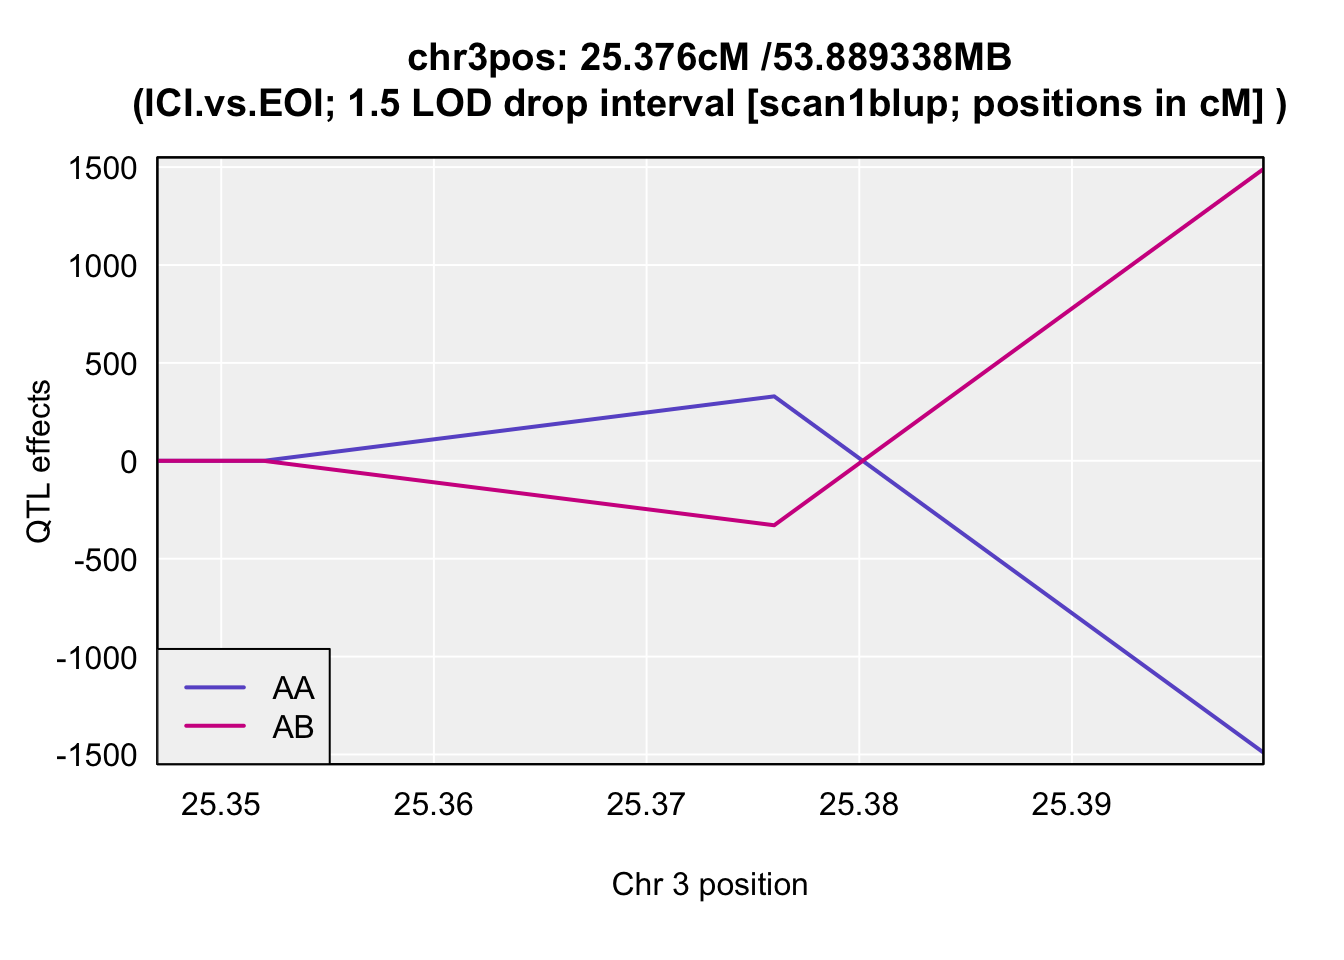 chr3pos: 25.376cM /53.889338MB
(ICI.vs.EOI; 1.5 LOD drop interval [scan1blup; positions in cM] )
1500
1000
500
0
-500
-1000
-1500
QTL effects
AA
AB
25.35 25.36 25.37 25.38 25.39
Chr 3 position